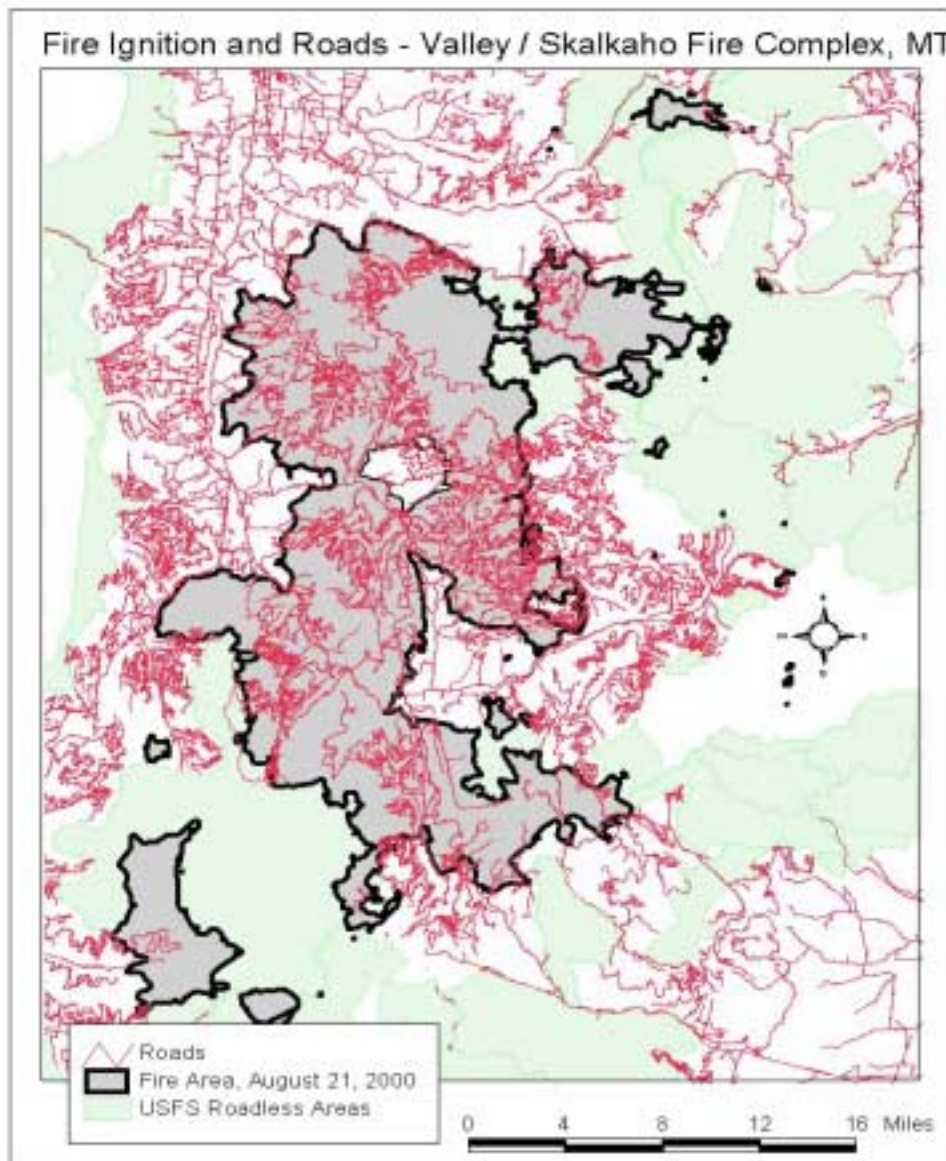 Fire Ignition and Roads - Valley / Skalkaho Fire Complex, MT
Roads
Fire Area, August 21, 2000
USFS Roadless Areas
0 4 8 12 16 Miles